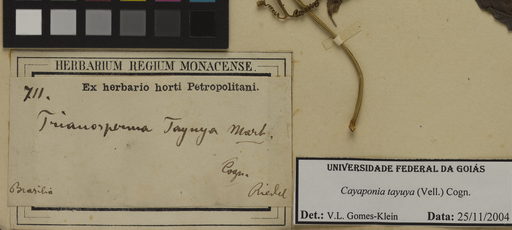 HERBARIUM REGIUM MONACENSE.
711.
Ex herbario horti Petropolitani.
Trianosperma Tayuya Mart.
Cogn.
Brasilia
Riedel
UNIVERSIDADE FEDERAL DA GOIÁS
Cayaponia tayuya (Vell.) Cogn.
Det.: V.L. Gomes-Klein Data: 25/11/2004